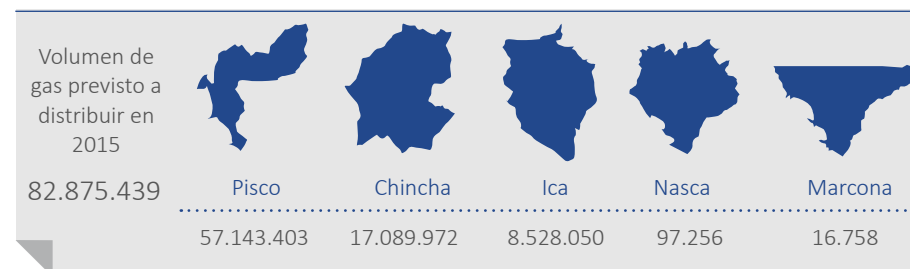 Volumen de
gas previsto a
distribuir en
2015
82.875.439
Pisco Chincha Ica Nasca Marcona
57.143.403 17.089.972 8.528.050 97.256 16.758